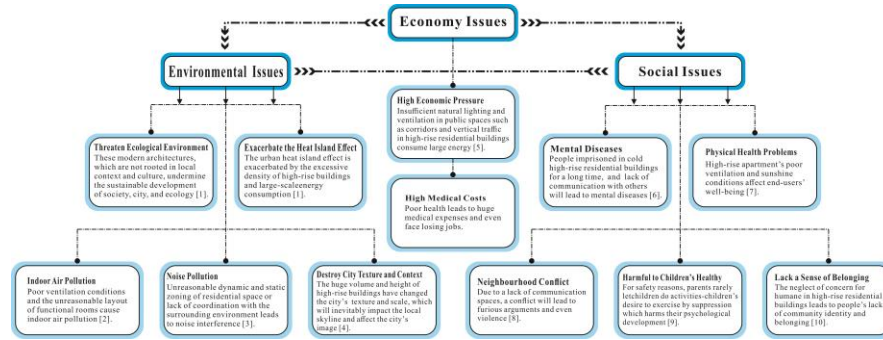 Economy Issues
Environmental Issues
Social Issues
High Economic Pressure
Insufficient natural lighting and
ventilation in public spaces such
as corridors and vertical traffic
in high-rise residential buildings
consume large energy [5].
Threaten Ecological Environment
These modern architectures,
which are not rooted in local
context and culture, undermine
the sustainable development
of society, city, and ecology [1].
Exacerbate the Heat Island Effect
The urban heat island effect is
exacerbated by the excessive
density of high-rise buildings
and large-scaleenergy
consumption [1].
Mental Diseases
People imprisoned in cold
high-rise residential buildings
for a long time, and lack of
communication with others
will lead to mental diseases [6].
Physical Health Problems
High-rise apartment's poor
ventilation and sunshine
conditions affect end-users'
well-being [7].
High Medical Costs
Poor health leads to huge
medical expenses and even
face losing jobs.
Indoor Air Pollution
Poor ventilation conditions
and the unreasonable layout
of functional rooms cause
indoor air pollution [2].
Noise Pollution
Unreasonable dynamic and static
zoning of residential space or
lack of coordination with the
surrounding environment leads
to noise interference [3].
Destroy City Texture and Context
The huge volume and height of
high-rise buildings have changed
the city's texture and scale, which
will inevitably impact the local
skyline and affect the city's
image [4].
Neighbourhood Conflict
Due to a lack of communication
spaces, a conflict will lead to
furious arguments and even
violence [8].
Harmful to Children's Healthy
For safety reasons, parents rarely
letchildren do activities-children's
desire to exercise by suppression
which harms their psychological
development [9].
Lack a Sense of Belonging
The neglect of concern for
humane in high-rise residential
buildings leads to people's lack
of community identity and
belonging [10].